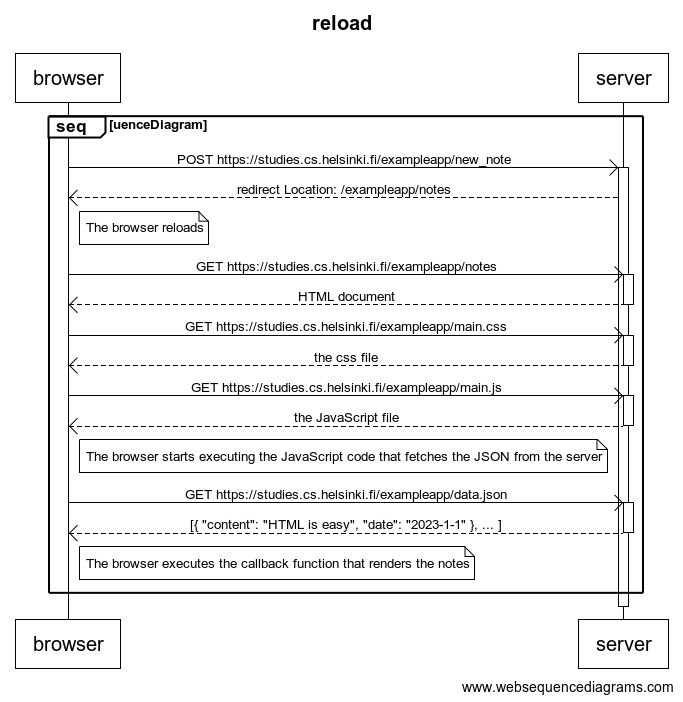 reload
browser
server
seq
[uenceDiagram]
POST https://studies.cs.helsinki.fi/exampleapp/new_note
redirect Location: /exampleapp/notes
The browser reloads
GET https://studies.cs.helsinki.fi/exampleapp/notes
HTML document
GET https://studies.cs.helsinki.fi/exampleapp/main.css
the css file
GET https://studies.cs.helsinki.fi/exampleapp/main.js
the JavaScript file
The browser starts executing the JavaScript code that fetches the JSON from the server
GET https://studies.cs.helsinki.fi/exampleapp/data.json
[{ "content": "HTML is easy", "date": "2023-1-1" }, ... ]
The browser executes the callback function that renders the notes
browser
server
www.websequencediagrams.com